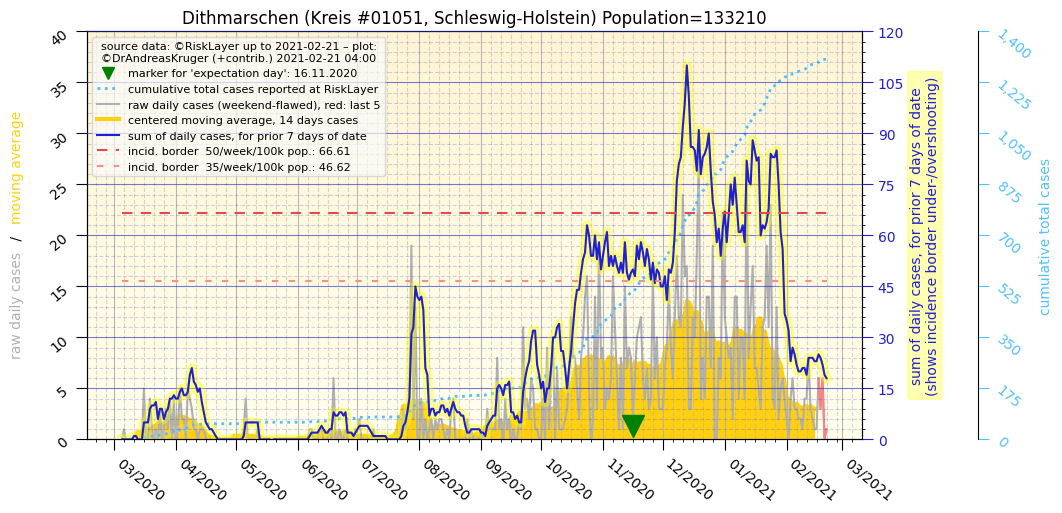 Dithmarschen (Kreis #01051, Schleswig-Holstein) Population=133210
source data: ©RiskLayer up to 2021-02-21 – plot:
©DrAndreasKruger (+contrib.) 2021-02-21 04:00
marker for 'expectation day': 16.11.2020
cumulative total cases reported at RiskLayer
raw daily cases (weekend-flawed), red: last 5
centered moving average, 14 days cases
sum of daily cases, for prior 7 days of date
incid. border  50/week/100k pop.: 66.61
incid. border  35/week/100k pop.: 46.62
raw daily cases / moving average
40
35
30
25
20
15
10
5
0
03/2020
04/2020
05/2020
06/2020
07/2020
08/2020
09/2020
10/2020
11/2020
12/2020
01/2021
02/2021
03/2021
120
105
90
75
60
45
30
15
0
sum of daily cases, for prior 7 days of date
(shows incidence border under-/overshooting)
1,400
1,225
1,050
875
700
525
350
175
0
cumulative total cases